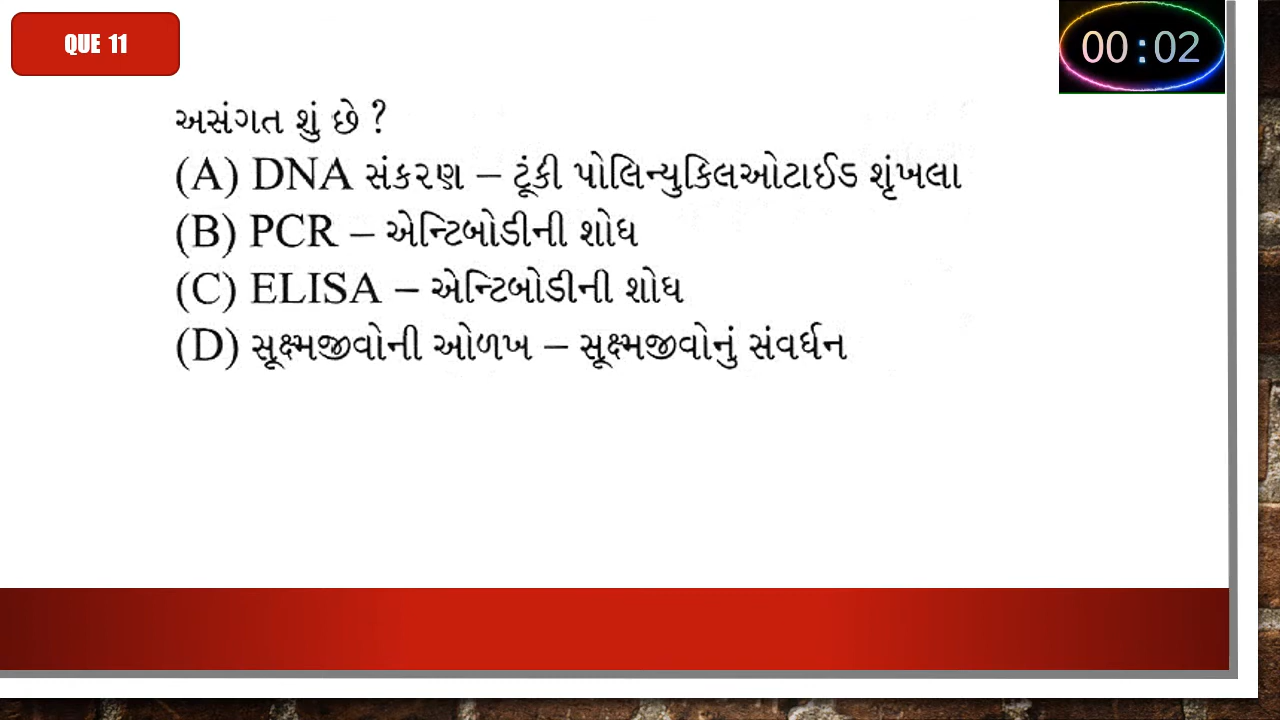 QUE 11
00:02
અસંગત શું છે ?
(A) DNA સંકરણ – ટૂંકી પોલિન્યુકિલઓટાઈડ શૃંખલા
(B) PCR – એન્ટિબોડીની શોધ
(C) ELISA – એન્ટિબોડીની શોધ
(D) સૂક્ષ્મજીવોની ઓળખ – સૂક્ષ્મજીવોનું સંવર્ધન